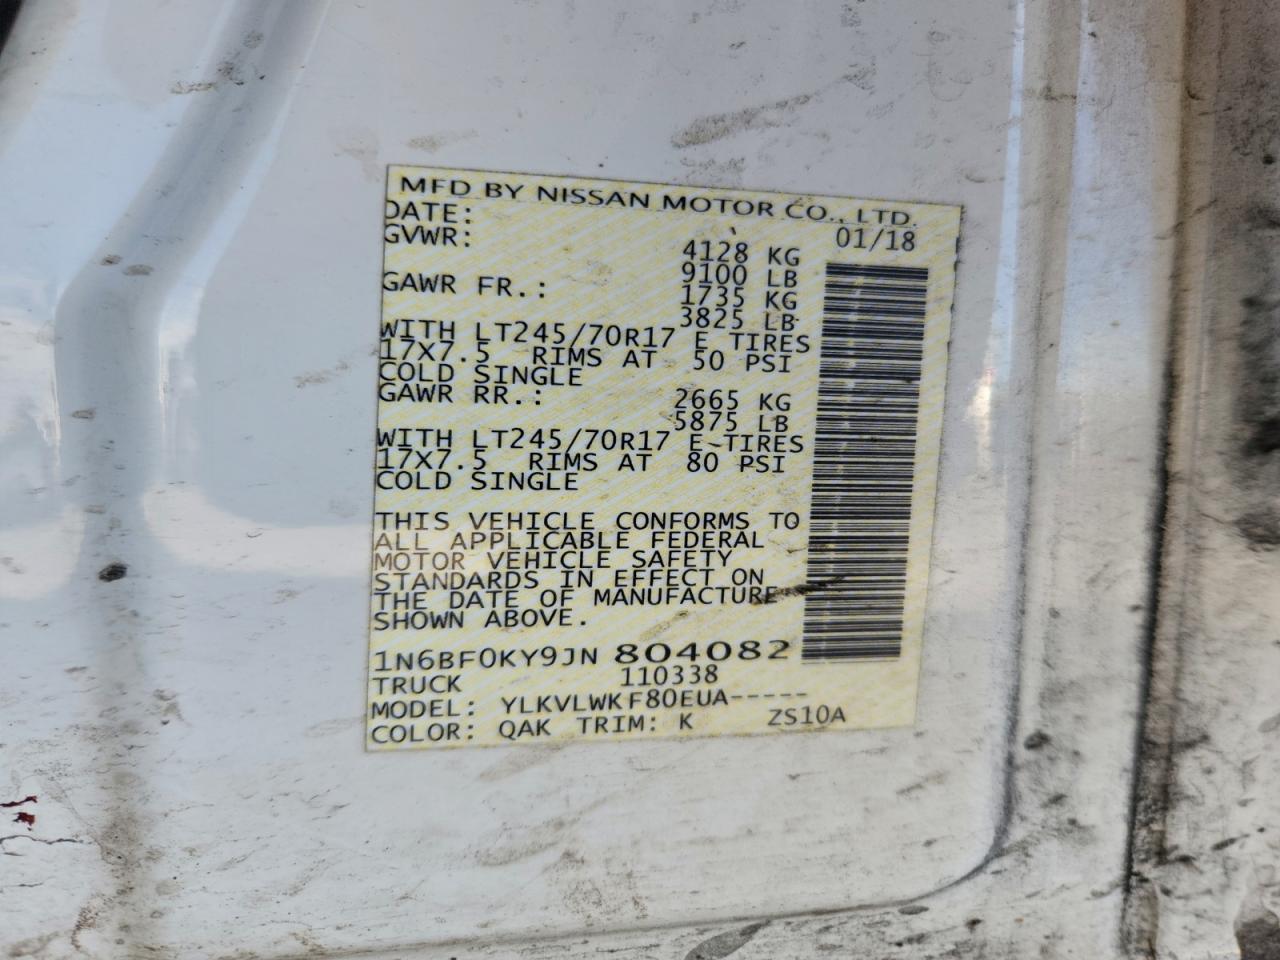 MFD BY NISSAN MOTOR CO., LTD.
DATE: 01/18
GVWR: 4128 KG
9100 LB
GAWR FR.: 1735 KG
3825 LB
WITH LT245/70R17 E TIRES
17X7.5 RIMS AT 50 PSI
COLD SINGLE
GAWR RR.: 2665 KG
5875 LB
WITH LT245/70R17 E-TIRES
17X7.5 RIMS AT 80 PSI
COLD SINGLE
THIS VEHICLE CONFORMS TO
ALL APPLICABLE FEDERAL
MOTOR VEHICLE SAFETY
STANDARDS IN EFFECT ON
THE DATE OF MANUFACTURE
SHOWN ABOVE.
1N6BF0KY9JN 804082
TRUCK 110338
MODEL: YLKVLWKF80EUA-----
COLOR: QAK TRIM: K ZS10A